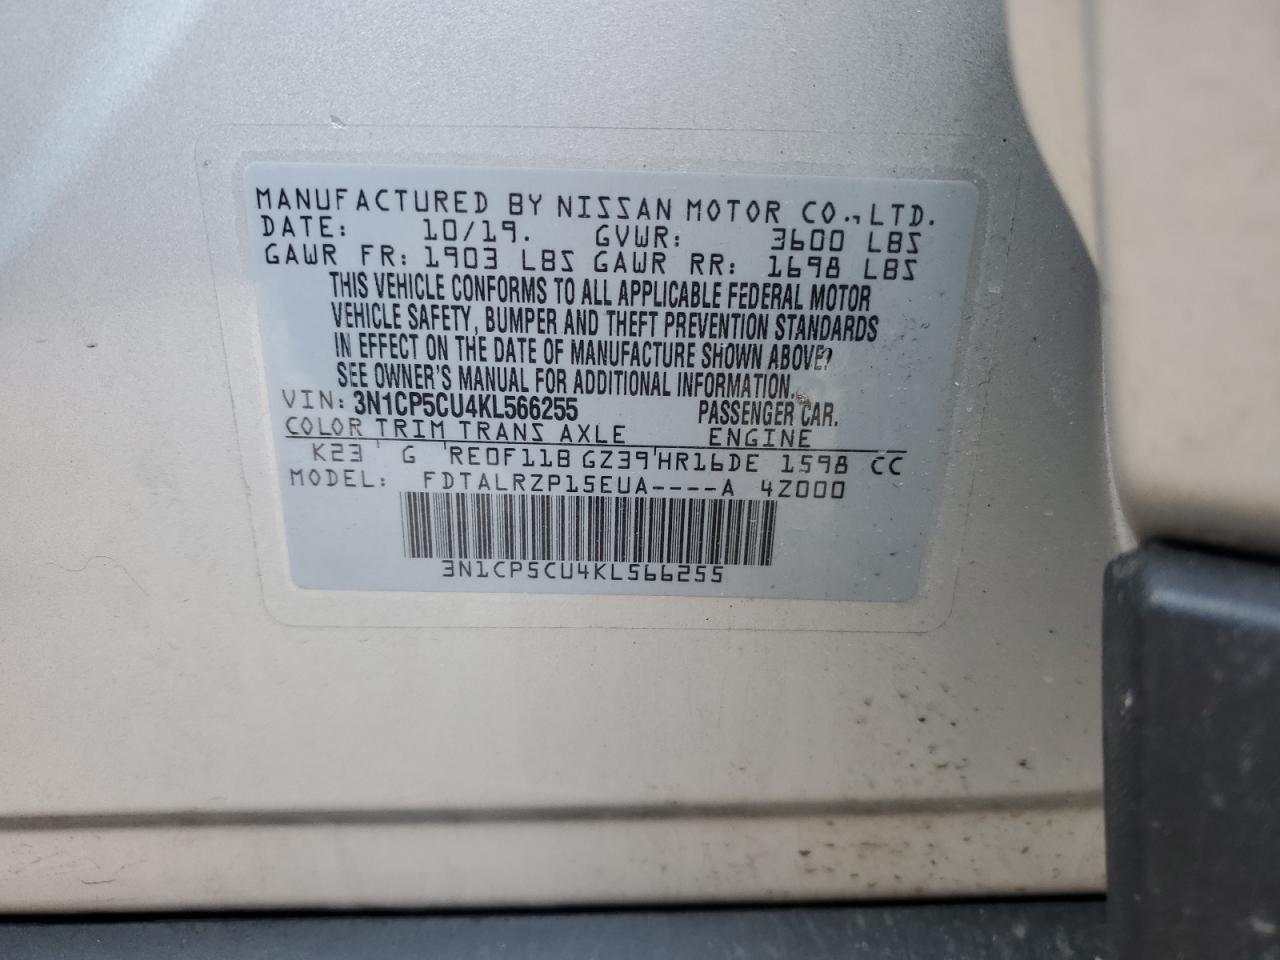 MANUFACTURED BY NISSAN MOTOR CO., LTD.
DATE: 10/19. GVWR: 3600 LBS
GAWR FR: 1903 LBS GAWR RR: 1698 LBS
THIS VEHICLE CONFORMS TO ALL APPLICABLE FEDERAL MOTOR
VEHICLE SAFETY, BUMPER AND THEFT PREVENTION STANDARDS
IN EFFECT ON THE DATE OF MANUFACTURE SHOWN ABOVE.
SEE OWNER'S MANUAL FOR ADDITIONAL INFORMATION.
VIN: 3N1CP5CU4KL566255 PASSENGER CAR.
COLOR TRIM TRANS AXLE ENGINE
K23 G RE0F11B GZ39 HR16DE 1598 CC
MODEL: FDTALRZP15EUA----A 4Z000
3N1CP5CU4KL566255